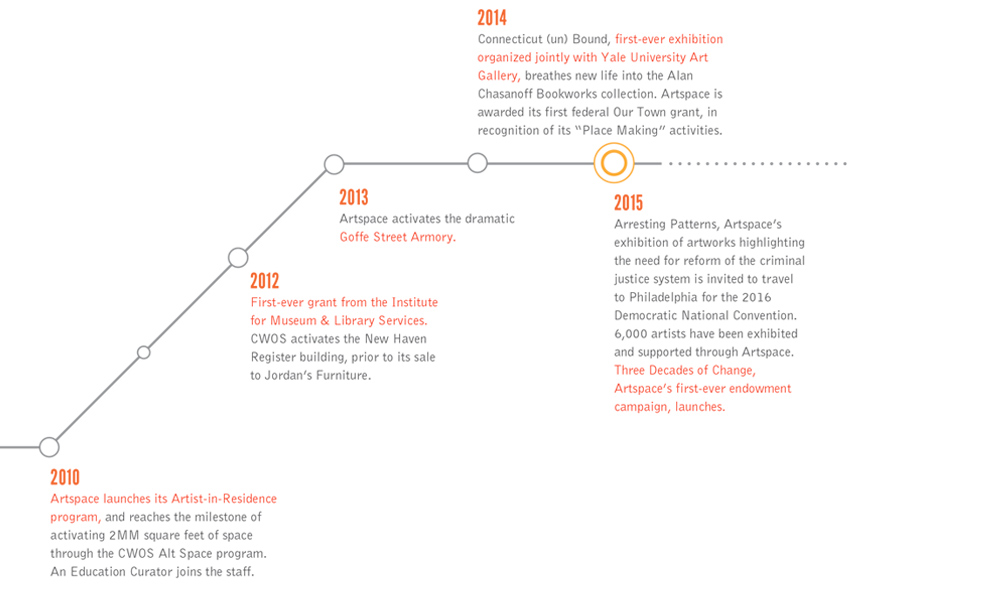 2014
Connecticut (un) Bound, first-ever exhibition
organized jointly with Yale University Art
Gallery, breathes new life into the Alan
Chasanoff Bookworks collection. Artspace is
awarded its first federal Our Town grant, in
recognition of its “Place Making” activities.
2013
Artspace activates the dramatic
Goffe Street Armory.
2015
Arresting Patterns, Artspace’s
exhibition of artworks highlighting
the need for reform of the criminal
justice system is invited to travel
to Philadelphia for the 2016
Democratic National Convention.
6,000 artists have been exhibited
and supported through Artspace.
Three Decades of Change,
Artspace’s first-ever endowment
campaign, launches.
2012
First-ever grant from the Institute
for Museum & Library Services.
CWOS activates the New Haven
Register building, prior to its sale
to Jordan’s Furniture.
2010
Artspace launches its Artist-in-Residence
program, and reaches the milestone of
activating 2MM square feet of space
through the CWOS Alt Space program.
An Education Curator joins the staff.